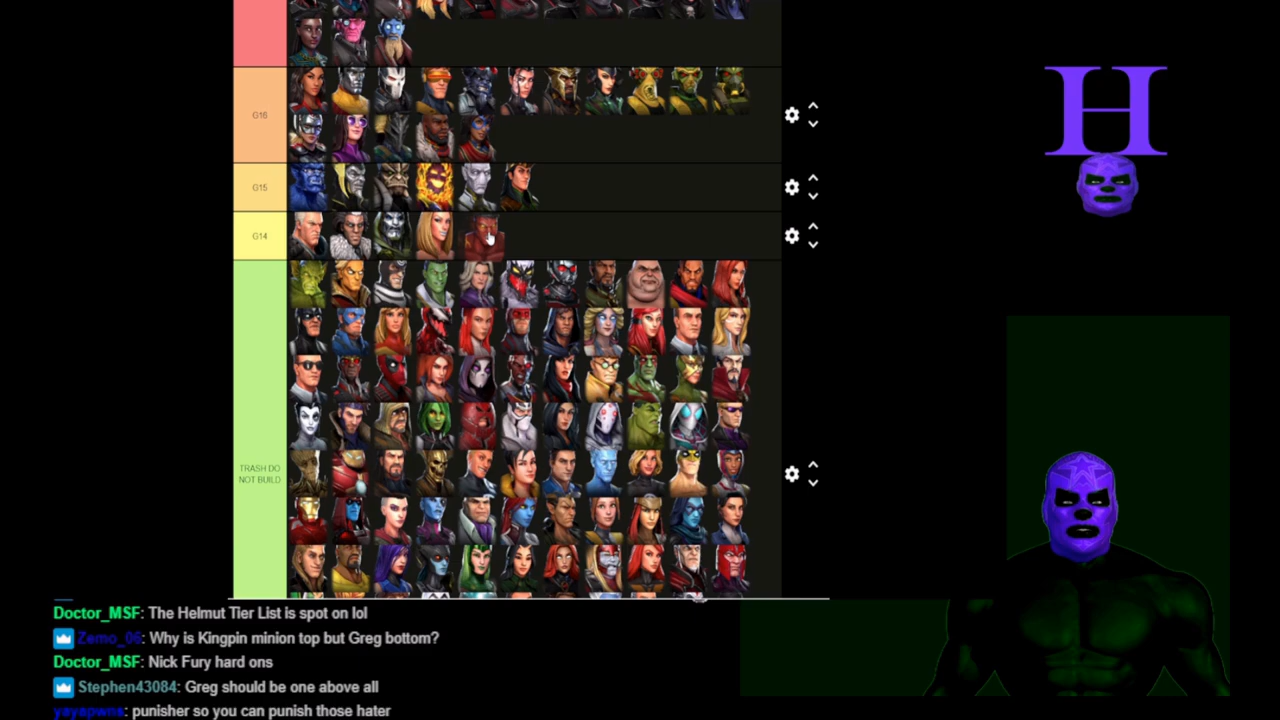 H
G16
G15
G14
TRASH DO
NOT BUILD
Doctor_MSF: The Helmut Tier List is spot on lol
Zemo_06: Why is Kingpin minion top but Greg bottom?
Doctor_MSF: Nick Fury hard ons
Stephen43084: Greg should be one above all
yayapwns: punisher so you can punish those hater